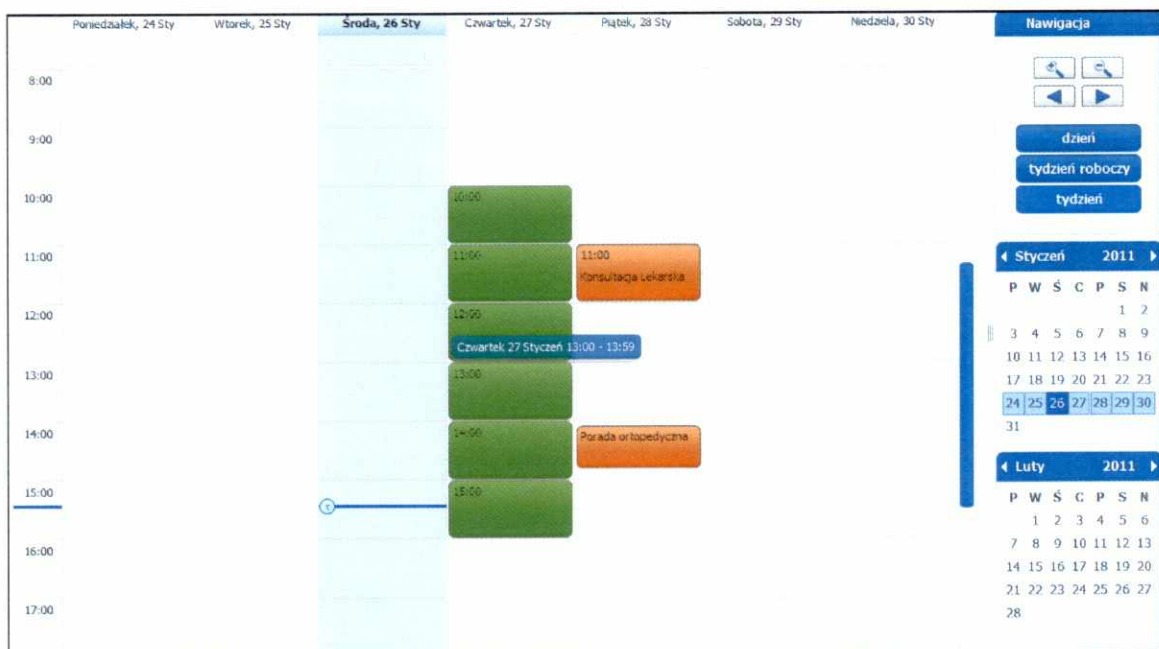 Poniedziałek, 24 Sty
Wtorek, 25 Sty
Środa, 26 Sty
Czwartek, 27 Sty
Piątek, 28 Sty
Sobota, 29 Sty
Niedziela, 30 Sty
8:00
9:00
10:00
11:00
12:00
13:00
14:00
15:00
16:00
17:00
10:00
11:00
12:00
Czwartek 27 Styczeń 13:00 - 13:59
13:00
14:00
15:00
11:00
Konsultacja Lekarska
Porada ortopedyczna
Nawigacja
dzień
tydzień roboczy
tydzień
Styczeń 2011
P W Ś C P S N
1 2
3 4 5 6 7 8 9
10 11 12 13 14 15 16
17 18 19 20 21 22 23
24 25 26 27 28 29 30
31
Luty 2011
P W Ś C P S N
1 2 3 4 5 6
7 8 9 10 11 12 13
14 15 16 17 18 19 20
21 22 23 24 25 26 27
28